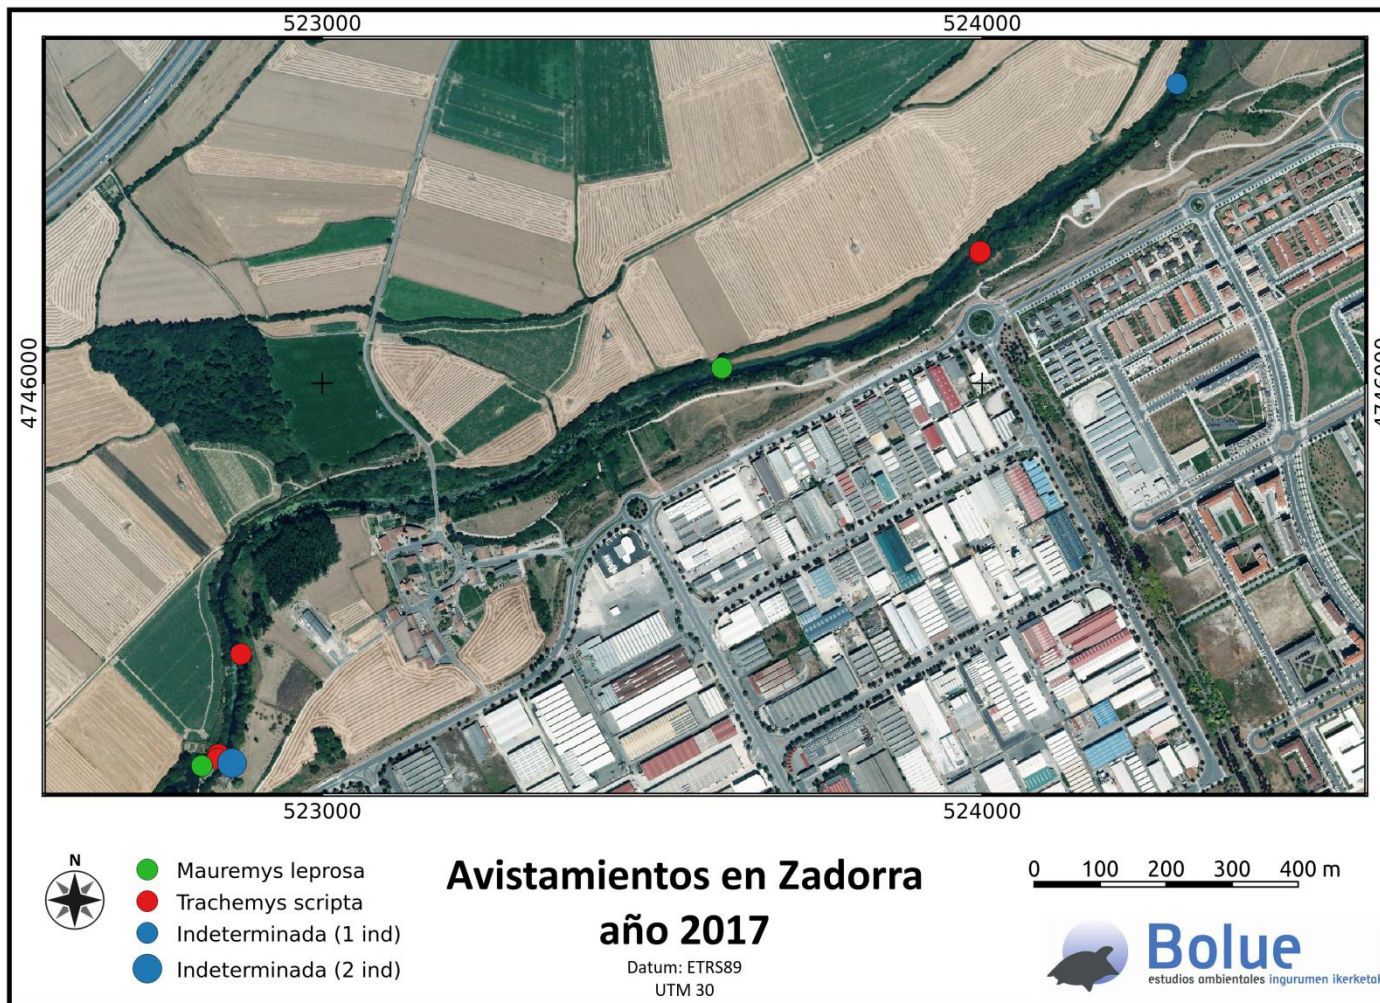 523000
524000
4746000
4746000
523000
524000
N
Mauremys leprosa
Trachemys scripta
Indeterminada (1 ind)
Indeterminada (2 ind)
Avistamientos en Zadorra
año 2017
Datum: ETRS89
UTM 30
0 100 200 300 400 m
Bolue
estudios ambientales ingurumen ikerketak